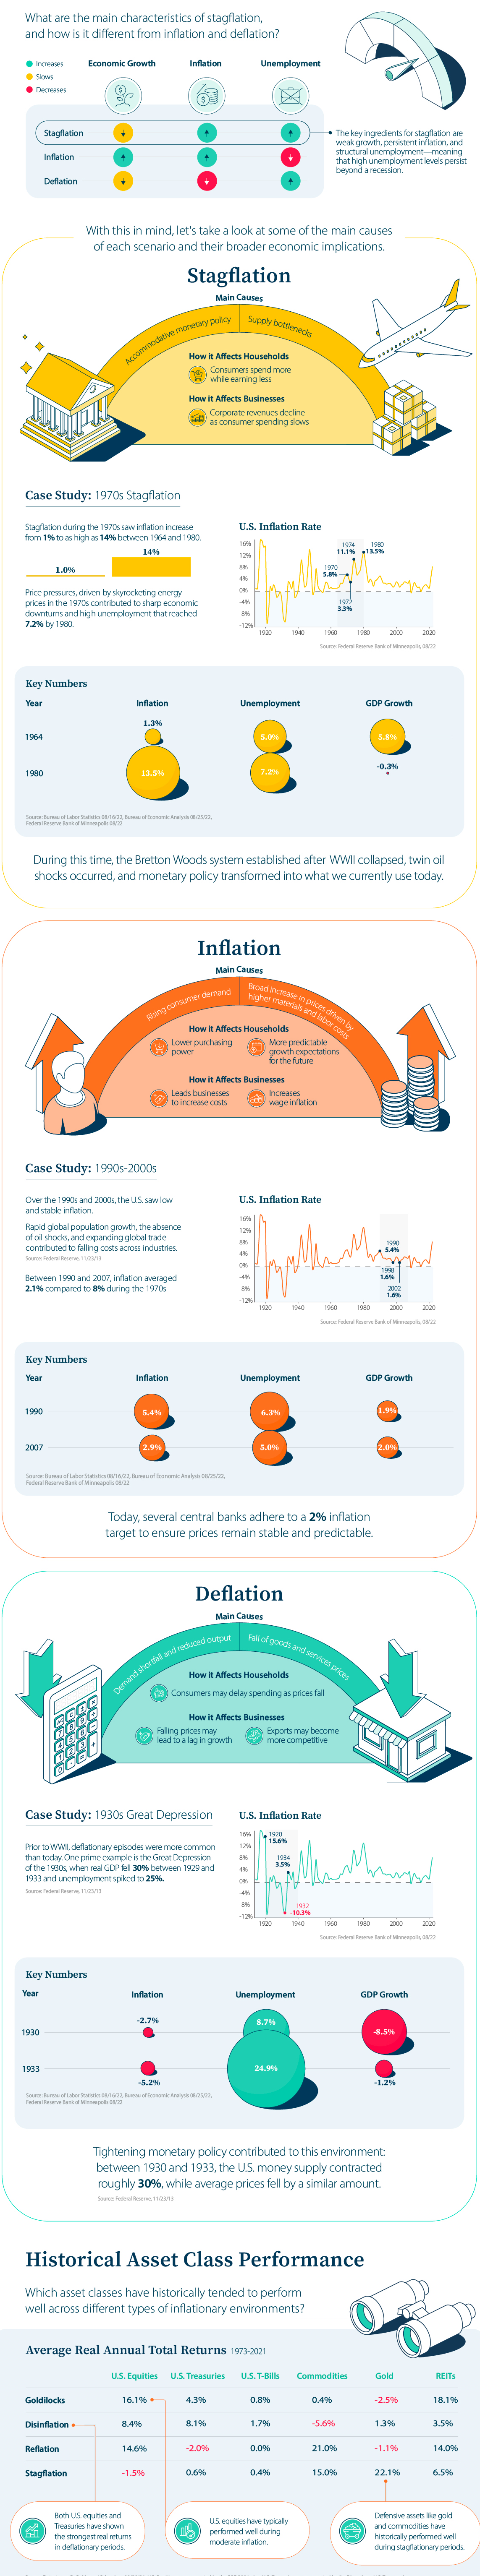 What are the main characteristics of stagflation,
and how is it different from inflation and deflation?
Increases
Slows
Decreases
Economic Growth
Inflation
Unemployment
Stagflation
Inflation
Deflation
The key ingredients for stagflation are
weak growth, persistent inflation, and
structural unemployment—meaning
that high unemployment levels persist
beyond a recession.
With this in mind, let's take a look at some of the main causes
of each scenario and their broader economic implications.
Stagflation
Main Causes
Accommodative monetary policy
Supply bottlenecks
How it Affects Households
Consumers spend more
while earning less
How it Affects Businesses
Corporate revenues decline
as consumer spending slows
Case Study: 1970s Stagflation
Stagflation during the 1970s saw inflation increase
from 1% to as high as 14% between 1964 and 1980.
1.0%
14%
Price pressures, driven by skyrocketing energy
prices in the 1970s contributed to sharp economic
downturns and high unemployment that reached
7.2% by 1980.
U.S. Inflation Rate
16%
12%
8%
4%
0%
-4%
-8%
-12%
1970
5.8%
1974
11.1%
1980
13.5%
1972
3.3%
1920 1940 1960 1980 2000 2020
Source: Federal Reserve Bank of Minneapolis, 08/22
Key Numbers
Year Inflation Unemployment GDP Growth
1964 1.3% 5.0% 5.8%
1980 13.5% 7.2% -0.3%
Source: Bureau of Labor Statistics 08/16/22, Bureau of Economic Analysis 08/25/22,
Federal Reserve Bank of Minneapolis 08/22
During this time, the Bretton Woods system established after WWII collapsed, twin oil
shocks occurred, and monetary policy transformed into what we currently use today.
Inflation
Main Causes
Rising consumer demand
Broad increase in prices driven by
higher materials and labor costs
How it Affects Households
Lower purchasing
power
More predictable
growth expectations
for the future
How it Affects Businesses
Leads businesses
to increase costs
Increases
wage inflation
Case Study: 1990s-2000s
Over the 1990s and 2000s, the U.S. saw low
and stable inflation.
Rapid global population growth, the absence
of oil shocks, and expanding global trade
contributed to falling costs across industries.
Source: Federal Reserve, 11/23/13
Between 1990 and 2007, inflation averaged
2.1% compared to 8% during the 1970s
U.S. Inflation Rate
16%
12%
8%
4%
0%
-4%
-8%
-12%
1990
5.4%
1998
1.6%
2002
1.6%
1920 1940 1960 1980 2000 2020
Source: Federal Reserve Bank of Minneapolis, 08/22
Key Numbers
Year Inflation Unemployment GDP Growth
1990 5.4% 6.3% 1.9%
2007 2.9% 5.0% 2.0%
Source: Bureau of Labor Statistics 08/16/22, Bureau of Economic Analysis 08/25/22,
Federal Reserve Bank of Minneapolis 08/22
Today, several central banks adhere to a 2% inflation
target to ensure prices remain stable and predictable.
Deflation
Main Causes
Demand shortfall and reduced output
Fall of goods and services prices
How it Affects Households
Consumers may delay spending as prices fall
How it Affects Businesses
Falling prices may
lead to a lag in growth
Exports may become
more competitive
Case Study: 1930s Great Depression
Prior to WWII, deflationary episodes were more common
than today. One prime example is the Great Depression
of the 1930s, when real GDP fell 30% between 1929 and
1933 and unemployment spiked to 25%.
Source: Federal Reserve, 11/23/13
U.S. Inflation Rate
16%
12%
8%
4%
0%
-4%
-8%
-12%
1920
15.6%
1934
3.5%
1932
-10.3%
1920 1940 1960 1980 2000 2020
Source: Federal Reserve Bank of Minneapolis, 08/22
Key Numbers
Year Inflation Unemployment GDP Growth
1930 -2.7% 8.7% -8.5%
1933 -5.2% 24.9% -1.2%
Source: Bureau of Labor Statistics 08/16/22, Bureau of Economic Analysis 08/25/22,
Federal Reserve Bank of Minneapolis 08/22
Tightening monetary policy contributed to this environment:
between 1930 and 1933, the U.S. money supply contracted
roughly 30%, while average prices fell by a similar amount.
Source: Federal Reserve, 11/23/13
Historical Asset Class Performance
Which asset classes have historically tended to perform
well across different types of inflationary environments?
Average Real Annual Total Returns 1973-2021
U.S. Equities U.S. Treasuries U.S. T-Bills Commodities Gold REITs
Goldilocks 16.1% 4.3% 0.8% 0.4% -2.5% 18.1%
Disinflation 8.4% 8.1% 1.7% -5.6% 1.3% 3.5%
Reflation 14.6% -2.0% 0.0% 21.0% -1.1% 14.0%
Stagflation -1.5% 0.6% 0.4% 15.0% 22.1% 6.5%
Both U.S. equities and
Treasuries have shown
the strongest real returns
in deflationary periods.
U.S. equities have typically
performed well during
moderate inflation.
Defensive assets like gold
and commodities have
historically performed well
during stagflationary periods.